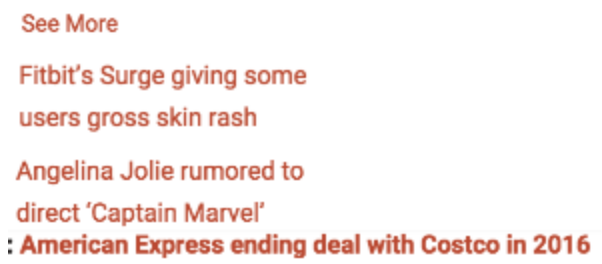 See More
Fitbit's Surge giving some
users gross skin rash
Angelina Jolie rumored to
direct ‘Captain Marvel’
: American Express ending deal with Costco in 2016